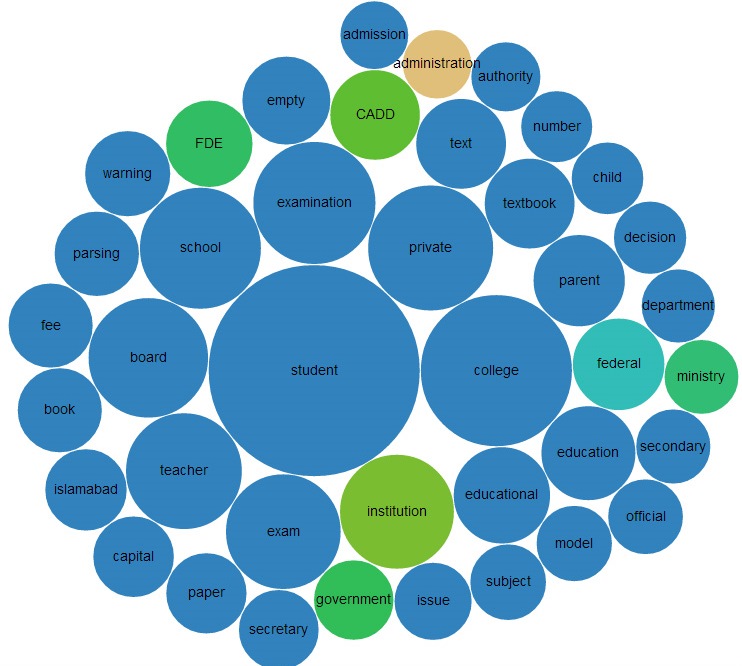 admission
administration
authority
empty
CADD
number
FDE
text
warning
child
examination
textbook
decision
school
private
parsing
parent
department
fee
board
student
college
federal
ministry
book
secondary
education
teacher
islamabad
educational
institution
official
exam
model
capital
subject
paper
government
issue
secretary